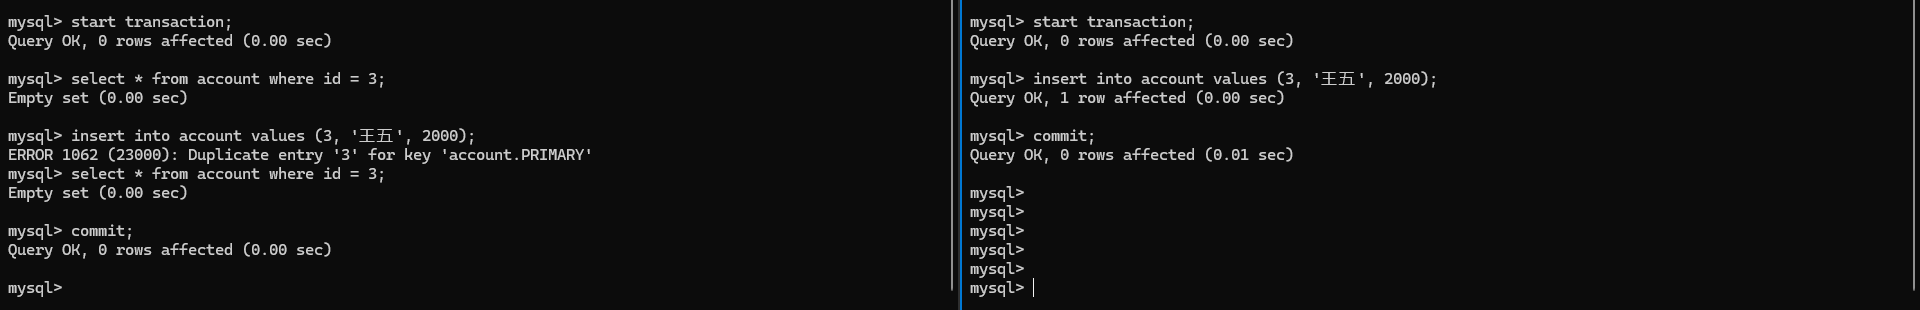 mysql> start transaction;
Query OK, 0 rows affected (0.00 sec)
mysql> select * from account where id = 3;
Empty set (0.00 sec)
mysql> insert into account values (3, '王五', 2000);
ERROR 1062 (23000): Duplicate entry '3' for key 'account.PRIMARY'
mysql> select * from account where id = 3;
Empty set (0.00 sec)
mysql> commit;
Query OK, 0 rows affected (0.00 sec)
mysql>
mysql> start transaction;
Query OK, 0 rows affected (0.00 sec)
mysql> insert into account values (3, '王五', 2000);
Query OK, 1 row affected (0.00 sec)
mysql> commit;
Query OK, 0 rows affected (0.01 sec)
mysql>
mysql>
mysql>
mysql>
mysql>
mysql>